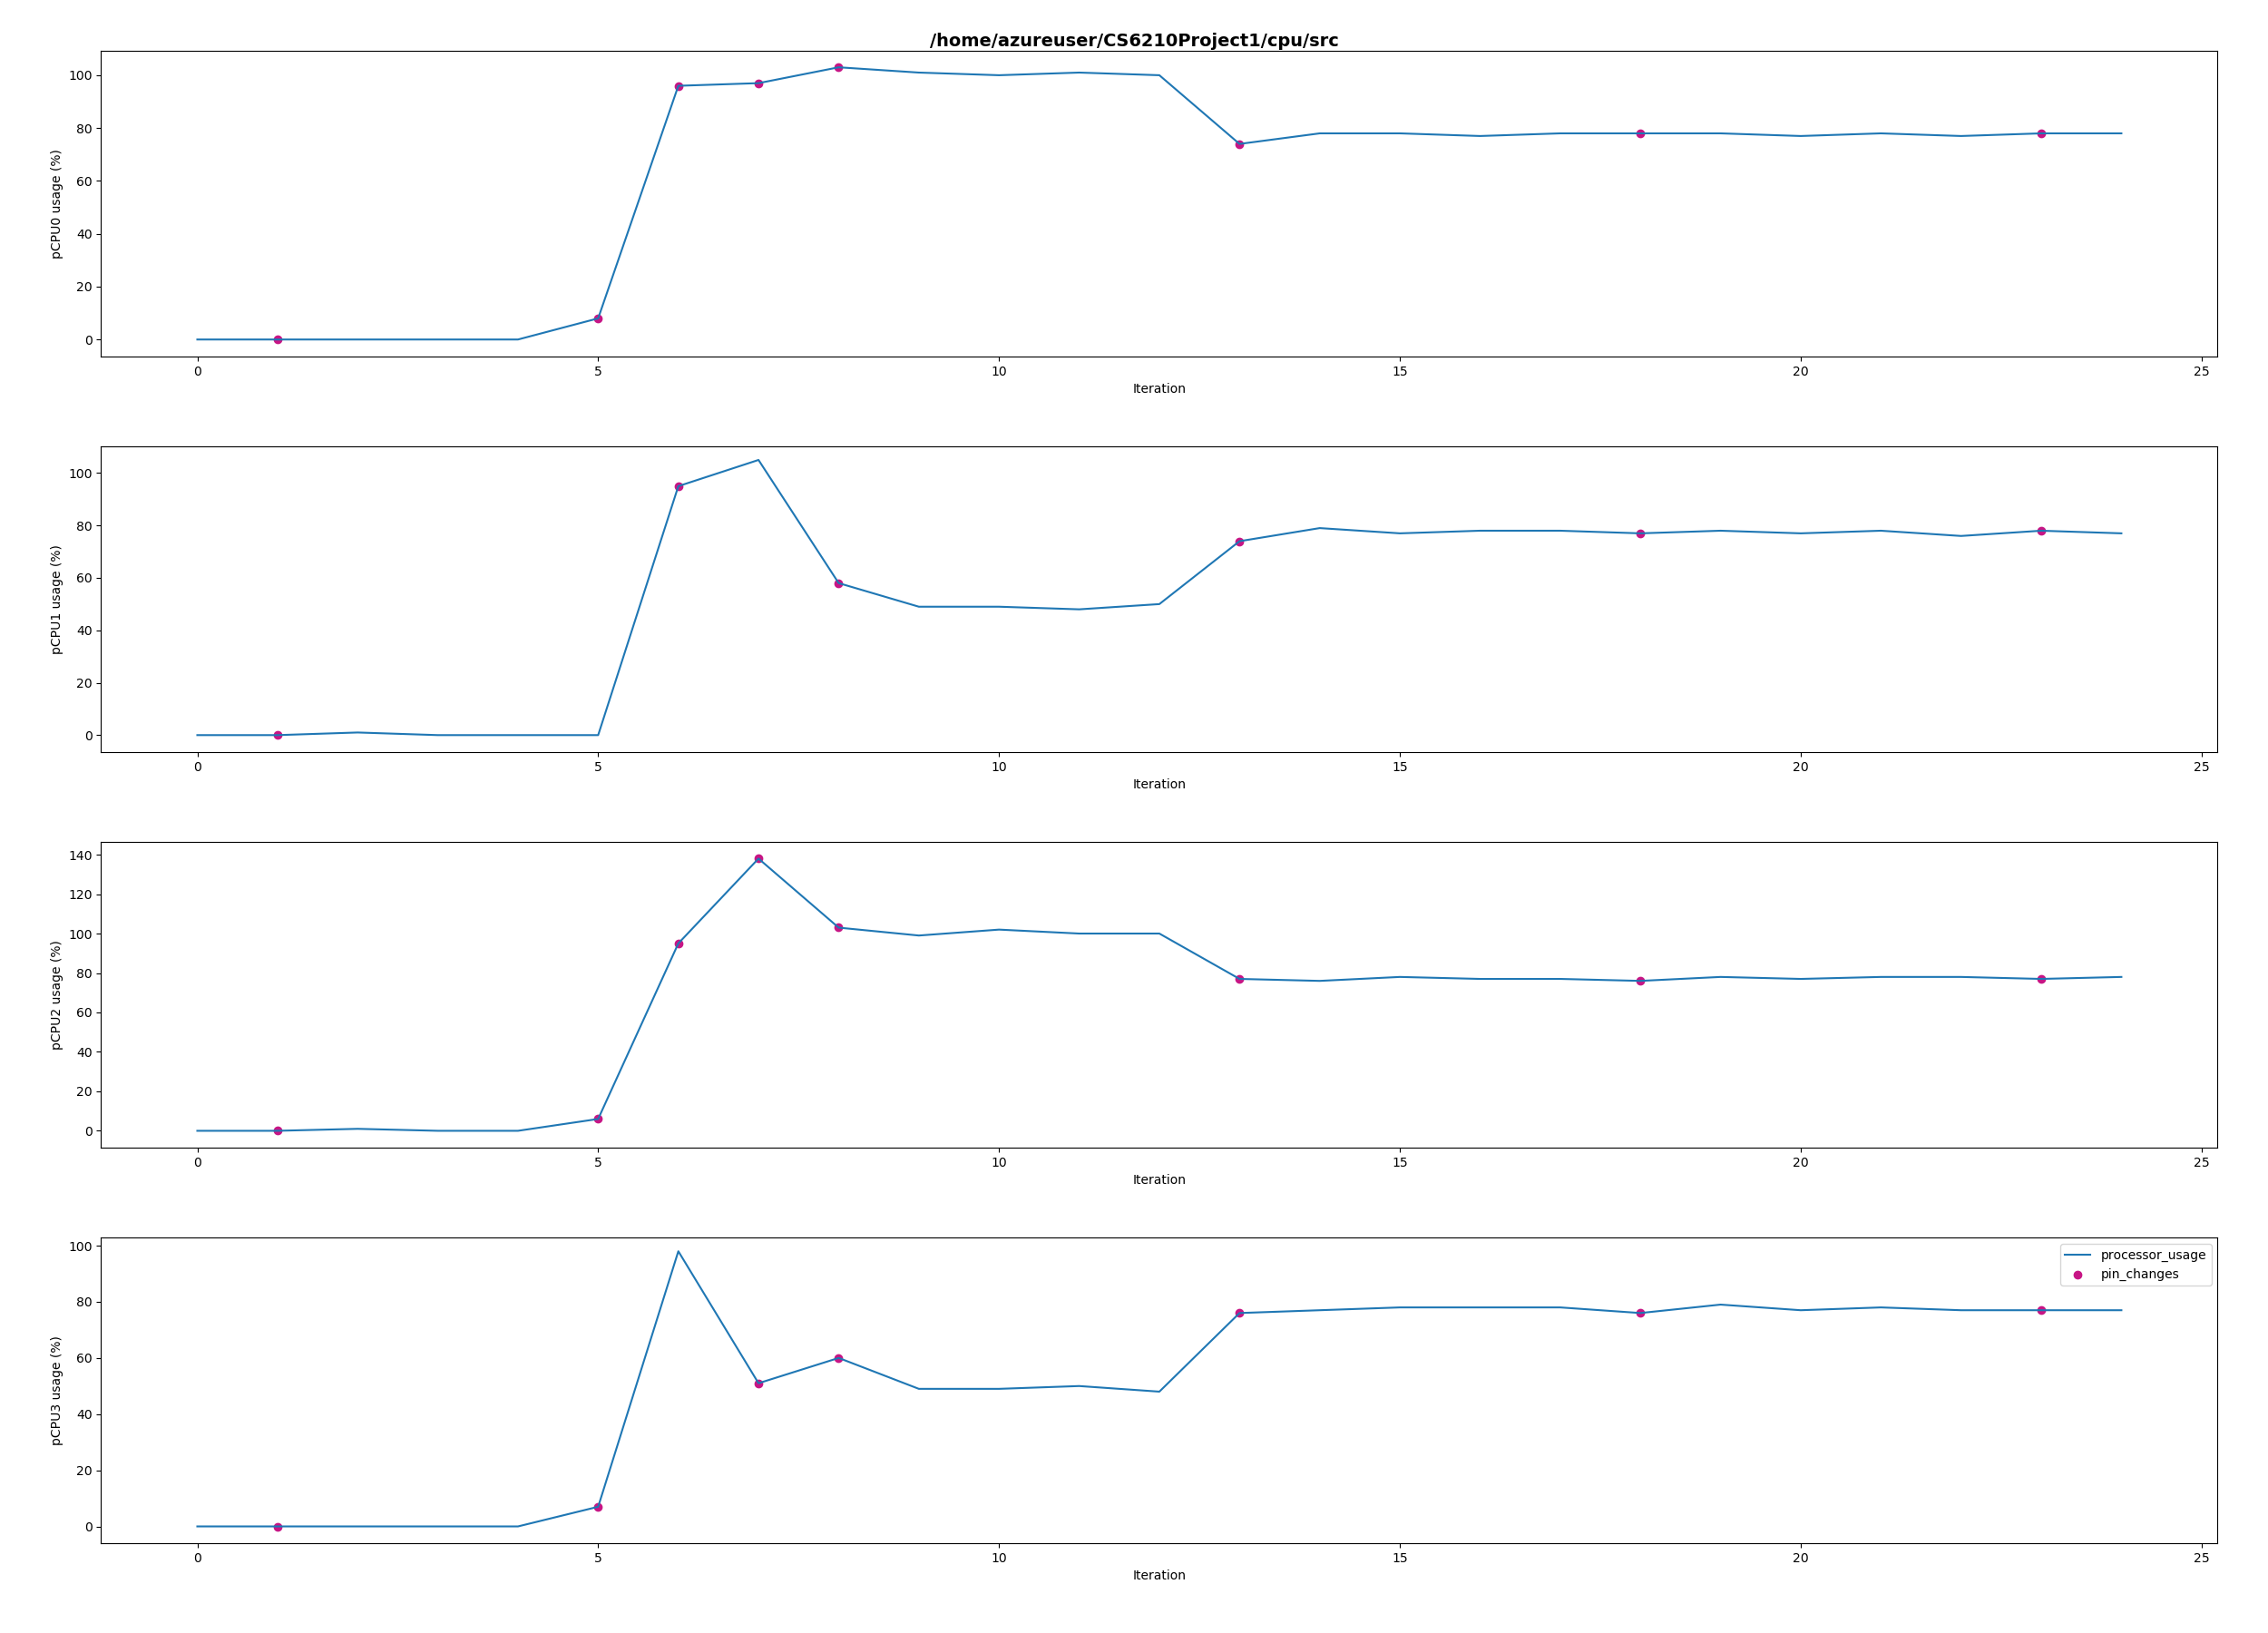 /home/azureuser/CS6210Project1/cpu/src
100
80
60
40
20
0
pCPU0 usage (%)
0 5 10 15 20 25
Iteration
100
80
60
40
20
0
pCPU1 usage (%)
0 5 10 15 20 25
Iteration
140
120
100
80
60
40
20
0
pCPU2 usage (%)
0 5 10 15 20 25
Iteration
100
80
60
40
20
0
pCPU3 usage (%)
processor_usage
pin_changes
0 5 10 15 20 25
Iteration